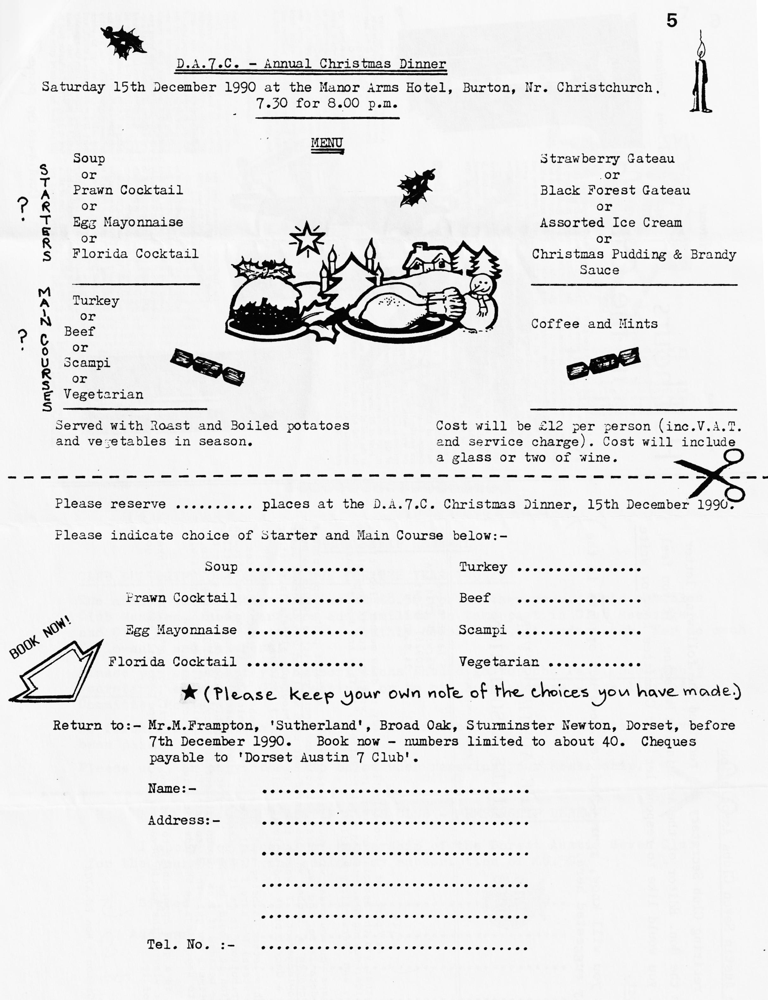 5
D.A.7.C. - Annual Christmas Dinner
Saturday 15th December 1990 at the Manor Arms Hotel, Burton, Nr. Christchurch.
7.30 for 8.00 p.m.
MENU
? STARTERS
Soup
or
Prawn Cocktail
or
Egg Mayonnaise
or
Florida Cocktail
? MAIN COURSES
Turkey
or
Beef
or
Scampi
or
Vegetarian
Strawberry Gateau
or
Black Forest Gateau
or
Assorted Ice Cream
or
Christmas Pudding & Brandy
Sauce
Coffee and Mints
Served with Roast and Boiled potatoes
and vegetables in season.
Cost will be £12 per person (inc.V.A.T.
and service charge). Cost will include
a glass or two of wine.
Please reserve .......... places at the D.A.7.C. Christmas Dinner, 15th December 1990.
Please indicate choice of Starter and Main Course below:-
Soup ............... Turkey ................
Prawn Cocktail ............... Beef ................
Egg Mayonnaise ............... Scampi ................
Florida Cocktail ............... Vegetarian ............
BOOK NOW!
★ (Please keep your own note of the choices you have made.)
Return to:- Mr.M.Frampton, 'Sutherland', Broad Oak, Sturminster Newton, Dorset, before
7th December 1990. Book now - numbers limited to about 40. Cheques
payable to 'Dorset Austin 7 Club'.
Name:- ..................................
Address:- ..................................
..................................
..................................
..................................
Tel. No. :- ..................................